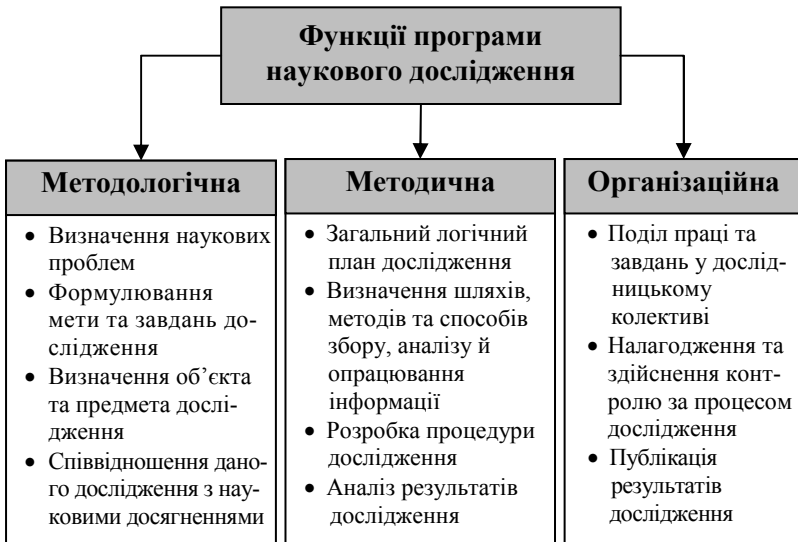 Функції програми
наукового дослідження
Методологічна
• Визначення наукових
проблем
• Формулювання
мети та завдань до-
слідження
• Визначення об’єкта
та предмета дослі-
дження
• Співвідношення дано-
го дослідження з нау-
ковими досягненнями
Методична
• Загальний логічний
план дослідження
• Визначення шляхів,
методів та способів
збору, аналізу й
опрацювання
інформації
• Розробка процедури
дослідження
• Аналіз результатів
дослідження
Організаційна
• Поділ праці та
завдань у дослід-
ницькому
колективі
• Налагодження та
здійснення конт-
ролю за процесом
дослідження
• Публікація
результатів
дослідження